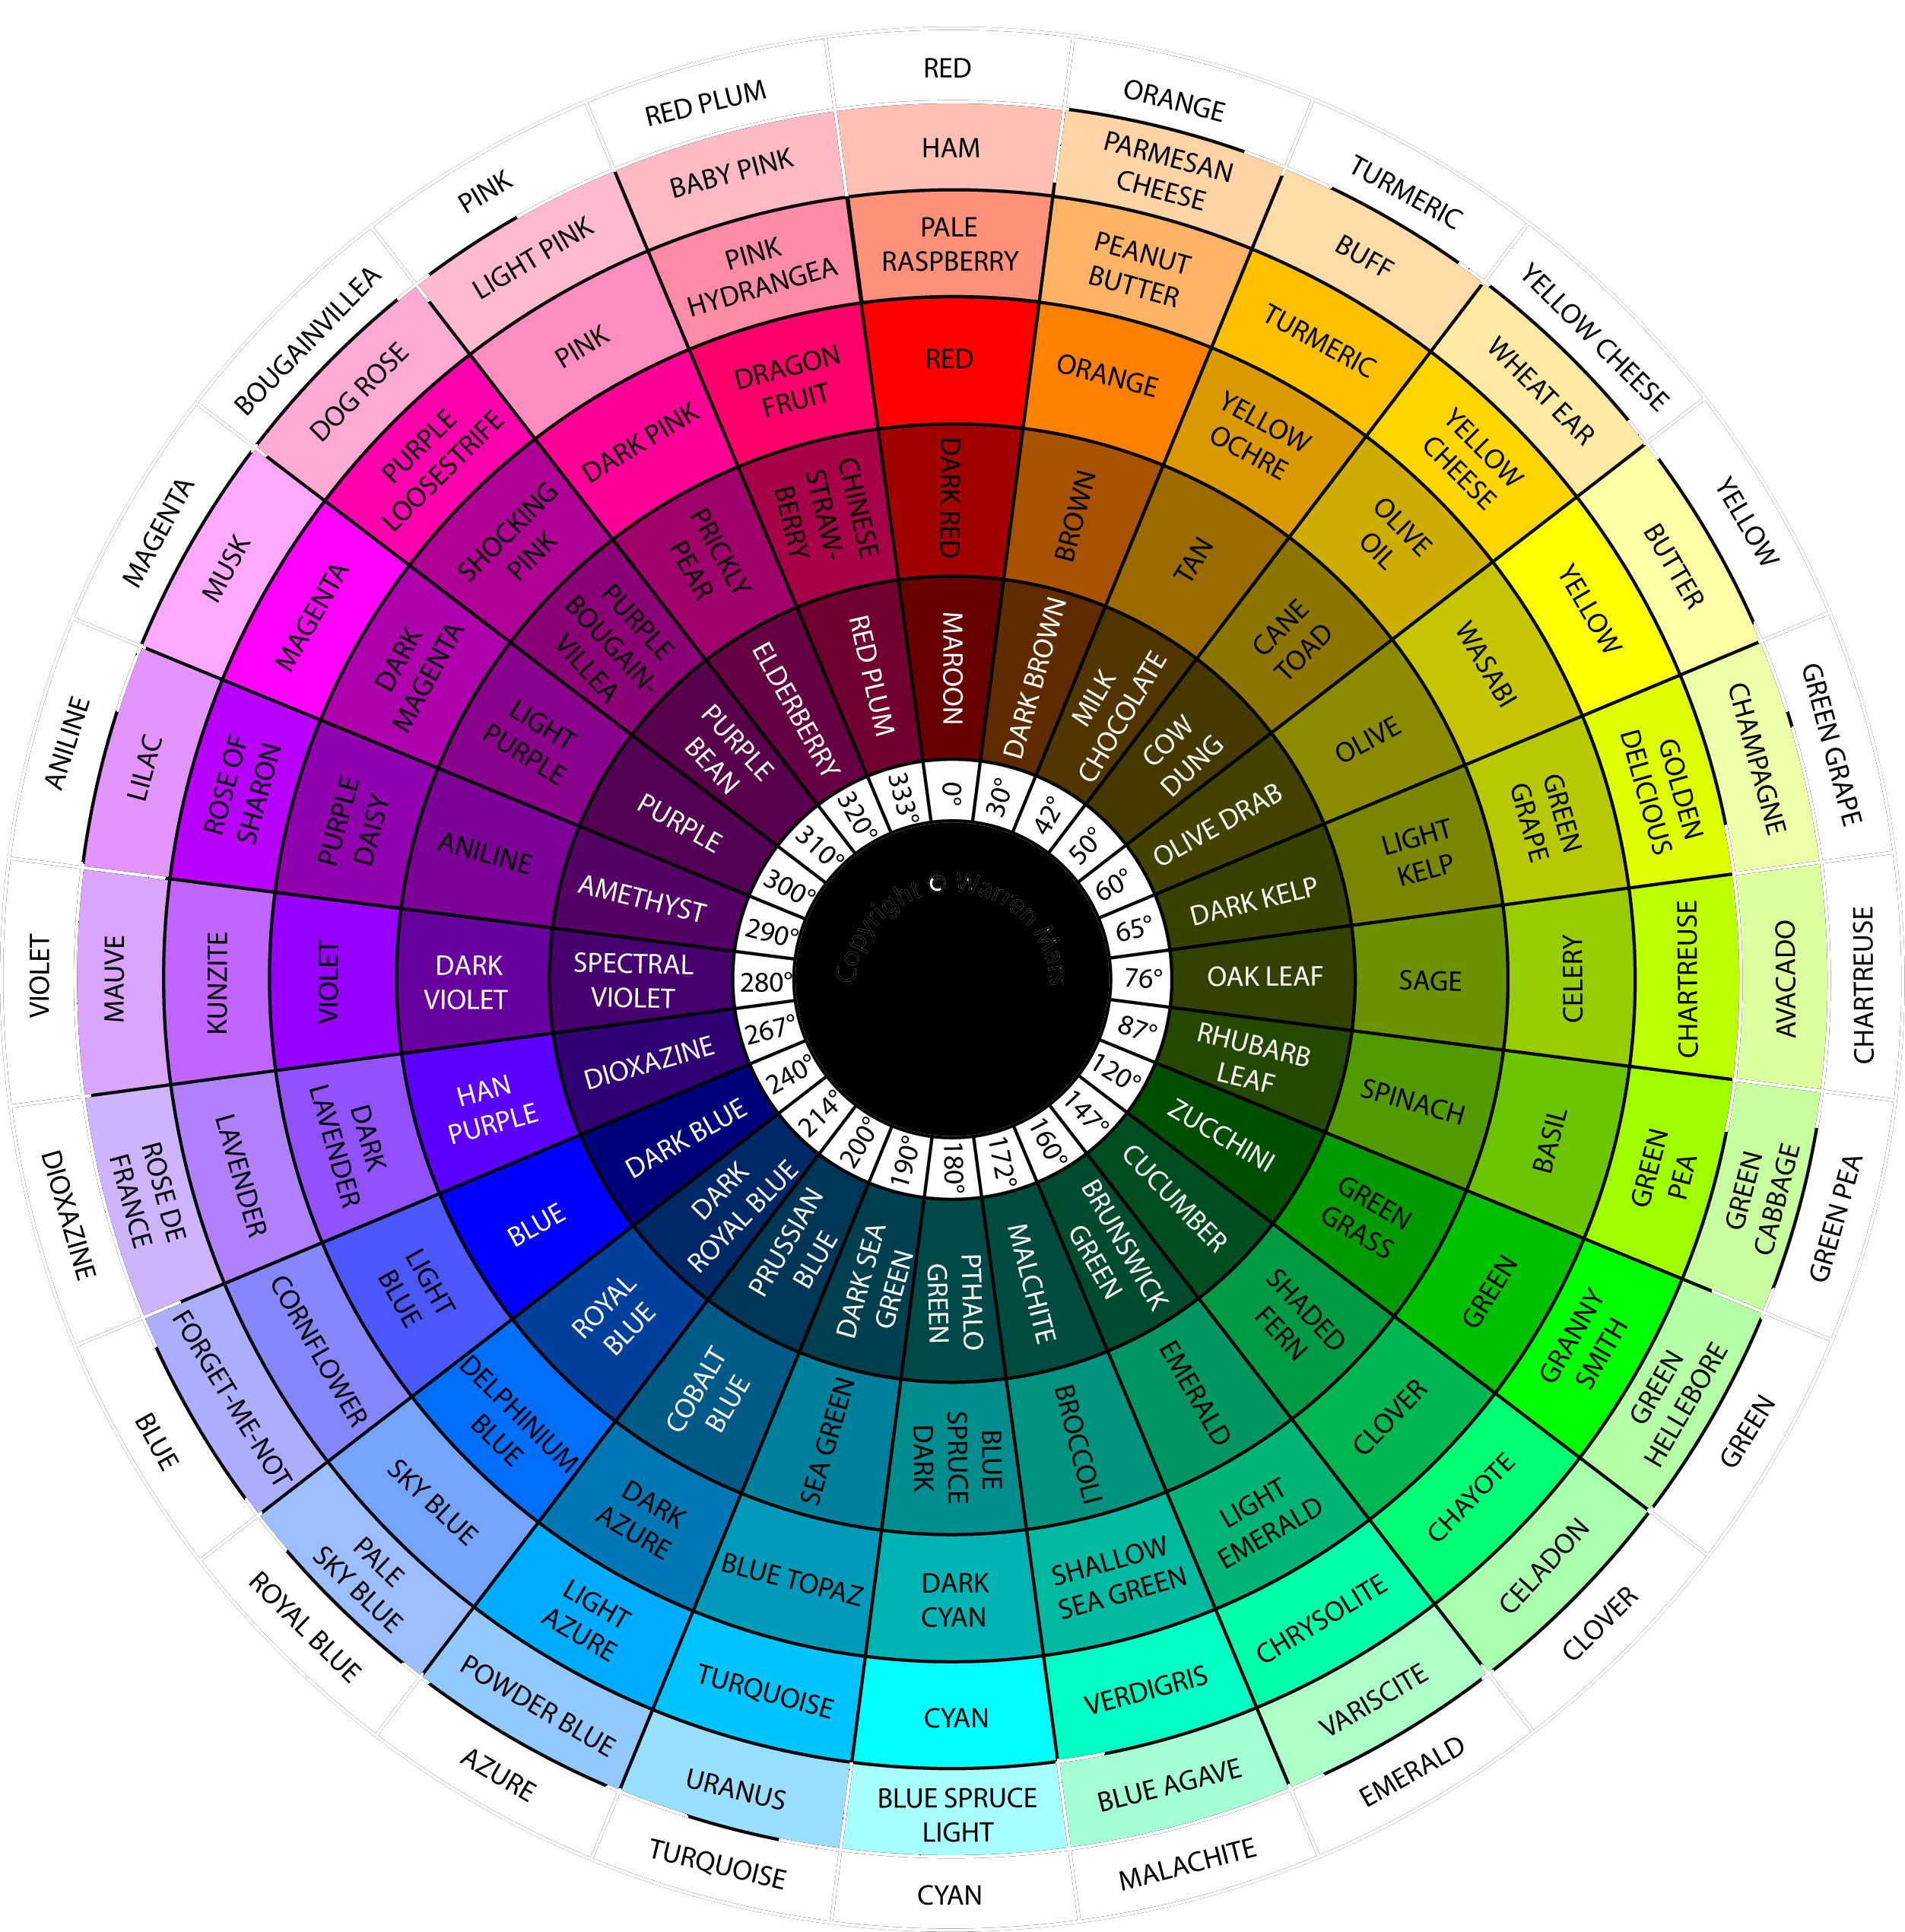 RED
HAM
PALE
RASPBERRY
RED
DARK RED
MAROON
0°
ORANGE
PARMESAN
CHEESE
PEANUT
BUTTER
ORANGE
BROWN
DARK BROWN
30°
TURMERIC
BUFF
TURMERIC
YELLOW
OCHRE
TAN
MILK
CHOCOLATE
42°
YELLOW CHEESE
WHEAT EAR
YELLOW
CHEESE
OLIVE
OIL
CANE
TOAD
COW
DUNG
50°
YELLOW
BUTTER
YELLOW
WASABI
OLIVE
OLIVE DRAB
60°
GREEN GRAPE
CHAMPAGNE
GOLDEN
DELICIOUS
GREEN
GRAPE
LIGHT
KELP
DARK KELP
65°
CHARTREUSE
AVACADO
CHARTREUSE
CELERY
SAGE
OAK LEAF
76°
GREEN PEA
GREEN
CABBAGE
GREEN
PEA
BASIL
SPINACH
RHUBARB
LEAF
87°
GREEN
GREEN
HELLEBORE
GRANNY
SMITH
GREEN
GREEN
GRASS
ZUCCHINI
120°
CLOVER
CELADON
CHAYOTE
CLOVER
SHADED
FERN
CUCUMBER
147°
EMERALD
VARISCITE
CHRYSOLITE
LIGHT
EMERALD
EMERALD
BRUNSWICK
GREEN
160°
MALACHITE
BLUE AGAVE
VERDIGRIS
SHALLOW
SEA GREEN
BROCCOLI
MALCHITE
172°
CYAN
BLUE SPRUCE
LIGHT
CYAN
DARK
CYAN
BLUE
SPRUCE
DARK
PTHALO
GREEN
180°
TURQUOISE
URANUS
TURQUOISE
BLUE TOPAZ
SEA GREEN
DARK SEA
GREEN
190°
AZURE
POWDER BLUE
LIGHT
AZURE
DARK
AZURE
COBALT
BLUE
PRUSSIAN
BLUE
200°
ROYAL BLUE
PALE
SKY BLUE
SKY BLUE
DELPHINIUM
BLUE
ROYAL
BLUE
DARK
ROYAL BLUE
214°
BLUE
FORGET-ME-NOT
CORNFLOWER
LIGHT
BLUE
BLUE
DARK BLUE
240°
DIOXAZINE
ROSE DE
FRANCE
LAVENDER
DARK
LAVENDER
HAN
PURPLE
DIOXAZINE
267°
VIOLET
MAUVE
KUNZITE
VIOLET
DARK
VIOLET
SPECTRAL
VIOLET
280°
ANILINE
LILAC
ROSE OF
SHARON
PURPLE
DAISY
ANILINE
AMETHYST
290°
MAGENTA
MUSK
MAGENTA
DARK
MAGENTA
LIGHT
PURPLE
PURPLE
300°
BOUGAINVILLEA
DOG ROSE
PURPLE
LOOSESTRIFE
SHOCKING
PINK
PURPLE
BOUGAIN-
VILLEA
PURPLE
BEAN
310°
PINK
LIGHT PINK
PINK
DARK PINK
PRICKLY
PEAR
ELDERBERRY
320°
RED PLUM
BABY PINK
PINK
HYDRANGEA
DRAGON
FRUIT
CHINESE
STRAW-
BERRY
RED PLUM
333°
Copyright © Warren Mars